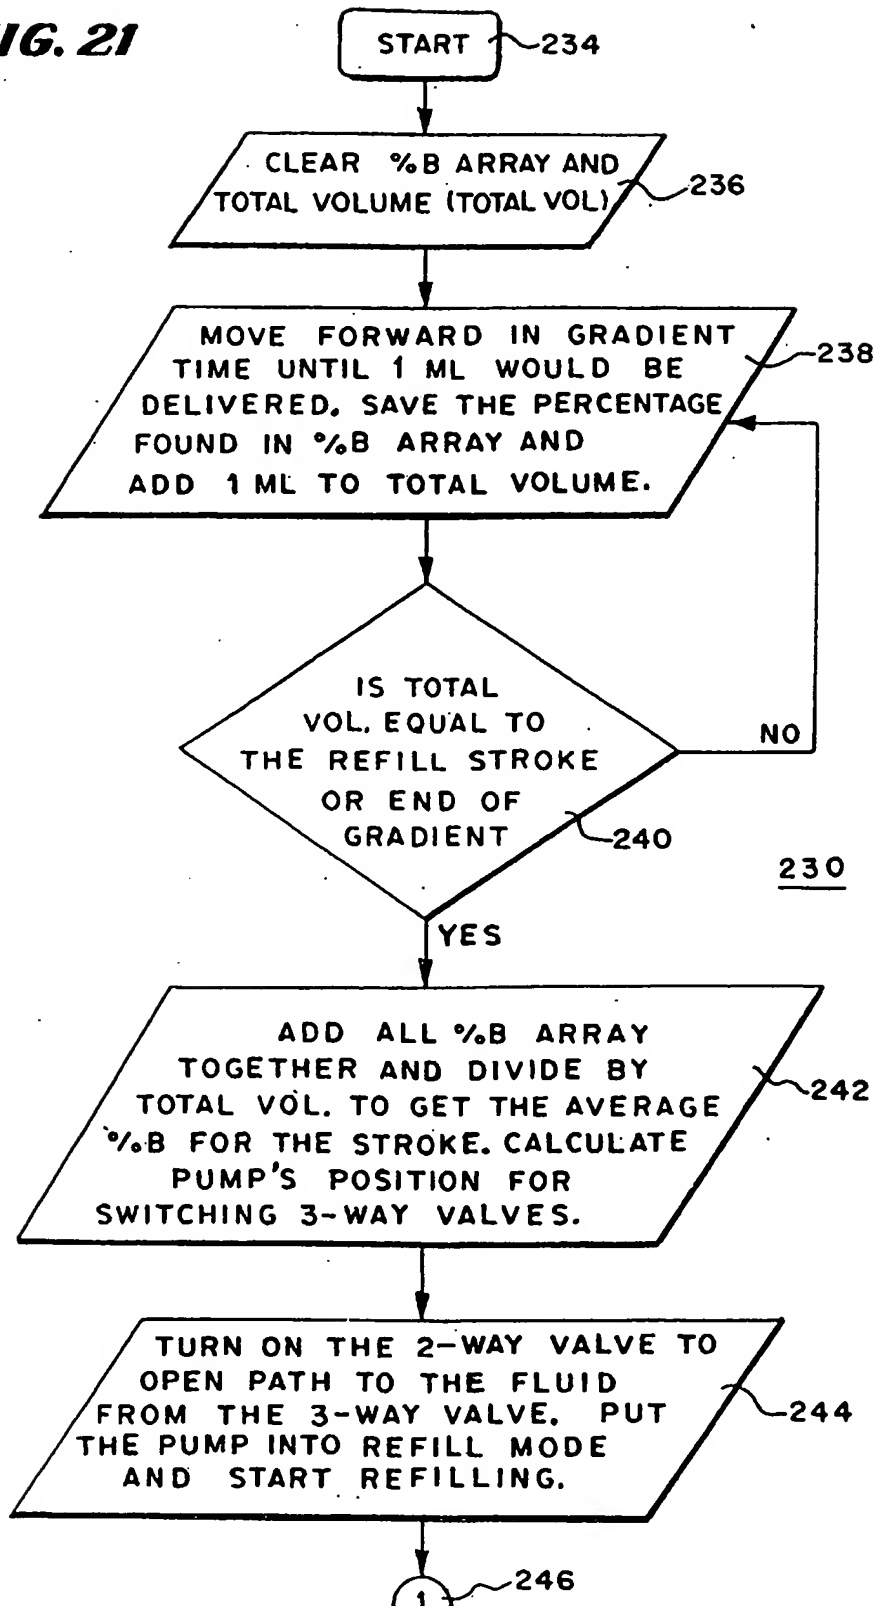 IG. 21
START
234
CLEAR %B ARRAY AND
TOTAL VOLUME (TOTAL VOL)
236
MOVE FORWARD IN GRADIENT
TIME UNTIL 1 ML WOULD BE
DELIVERED. SAVE THE PERCENTAGE
FOUND IN %B ARRAY AND
ADD 1 ML TO TOTAL VOLUME.
238
IS TOTAL
VOL. EQUAL TO
THE REFILL STROKE
OR END OF
GRADIENT
NO
240
230
YES
ADD ALL %B ARRAY
TOGETHER AND DIVIDE BY
TOTAL VOL. TO GET THE AVERAGE
%B FOR THE STROKE. CALCULATE
PUMP'S POSITION FOR
SWITCHING 3-WAY VALVES.
242
TURN ON THE 2-WAY VALVE TO
OPEN PATH TO THE FLUID
FROM THE 3-WAY VALVE. PUT
THE PUMP INTO REFILL MODE
AND START REFILLING.
244
1
246